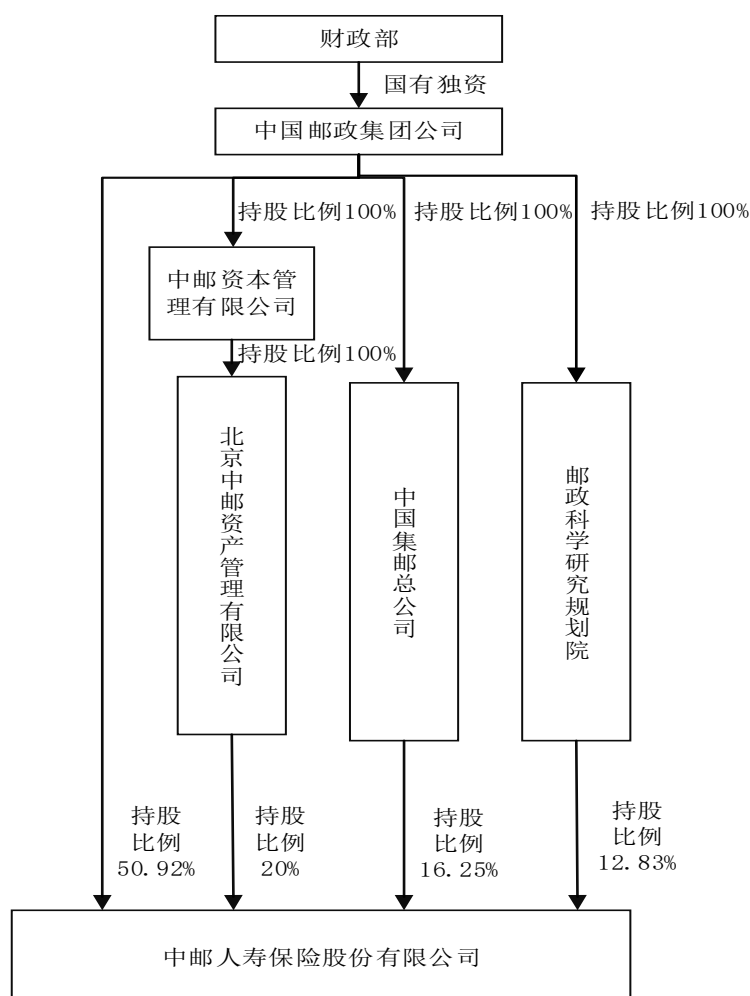 财政部
国有独资
中国邮政集团公司
持股比例100%
持股比例100%
持股比例100%
中邮资本管
理有限公司
持股比例100%
北京中邮资产管理有限公司
中国集邮总公司
邮政科学研究规划院
持股
比例
50.92%
持股
比例
20%
持股
比例
16.25%
持股
比例
12.83%
中邮人寿保险股份有限公司